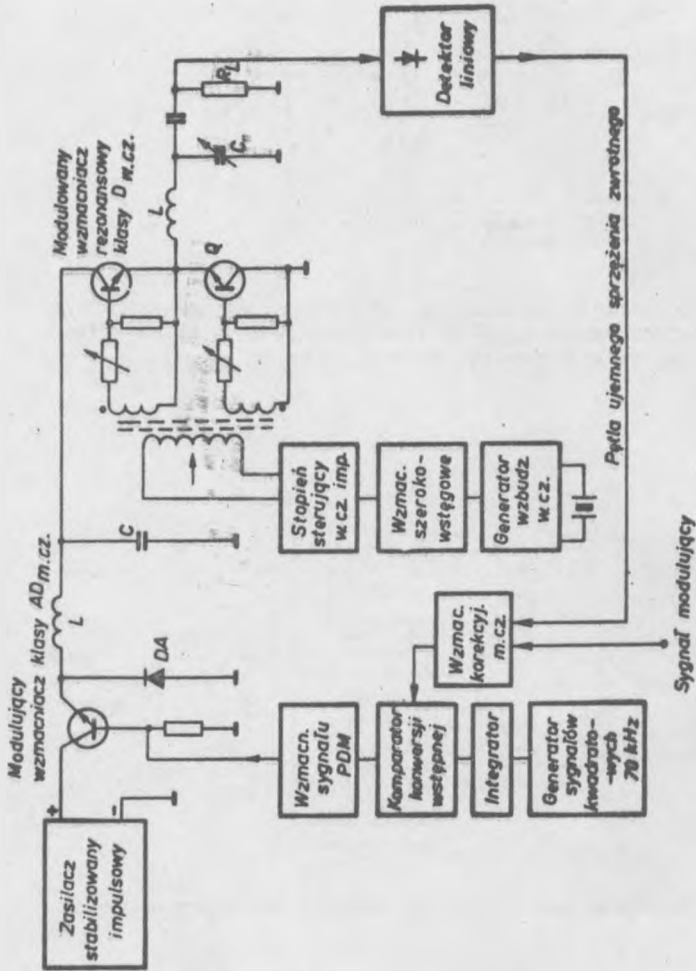 Zasilacz
stabilizowany
impulsowy
+
-
Modulujący
wzmacniacz klasy AD m.cz.
L
C
DA
Modulowany
wzmacniacz
rezonansowy
klasy D w.cz.
Q
L
R_L
Wzmacn.
sygnału
PDM
Komparator
konwersji
wstępnej
Integrator
Generator
sygnałów
kwadrato-
-wych
70 kHz
Wzmac.
korekcyj.
m.cz.
Sygnał modulujący
Stopień
sterujący
w.cz. imp.
Wzmac.
szeroko-
wstęgowe
Generator
wzbudz
w.cz.
Detektor
liniowy
Pętla ujemnego sprzężenia zwrotnego